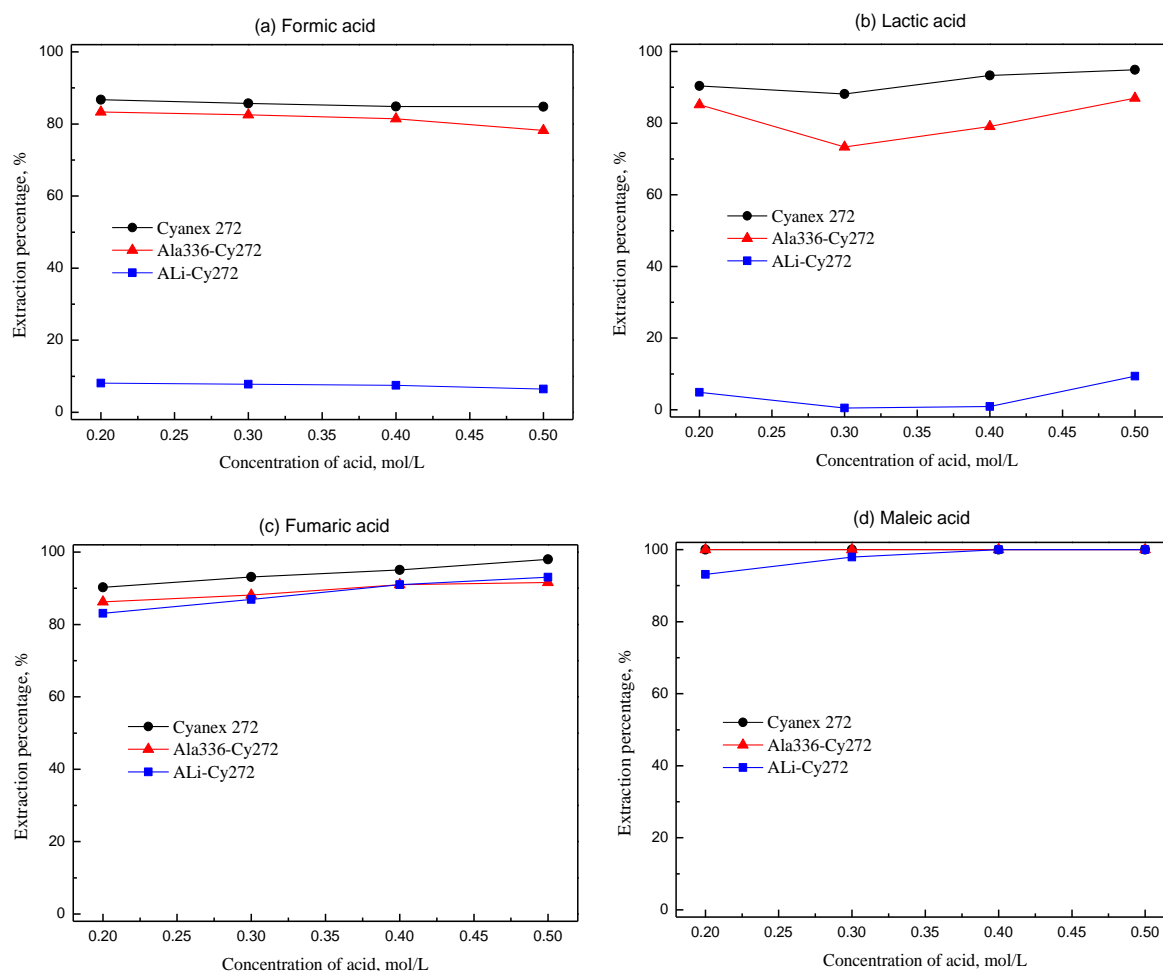 (a) Formic acid
100
80
60
40
20
0
Extraction percentage, %
Cyanex 272
Ala336-Cy272
ALi-Cy272
0.20 0.25 0.30 0.35 0.40 0.45 0.50
Concentration of acid, mol/L
(b) Lactic acid
100
80
60
40
20
0
Extraction percentage, %
Cyanex 272
Ala336-Cy272
ALi-Cy272
0.20 0.25 0.30 0.35 0.40 0.45 0.50
Concentration of acid, mol/L
(c) Fumaric acid
100
80
60
40
20
0
Extraction percentage, %
Cyanex 272
Ala336-Cy272
ALi-Cy272
0.20 0.25 0.30 0.35 0.40 0.45 0.50
Concentration of acid, mol/L
(d) Maleic acid
100
80
60
40
20
0
Extraction percentage, %
Cyanex 272
Ala336-Cy272
ALi-Cy272
0.20 0.25 0.30 0.35 0.40 0.45 0.50
Concentration of acid, mol/L